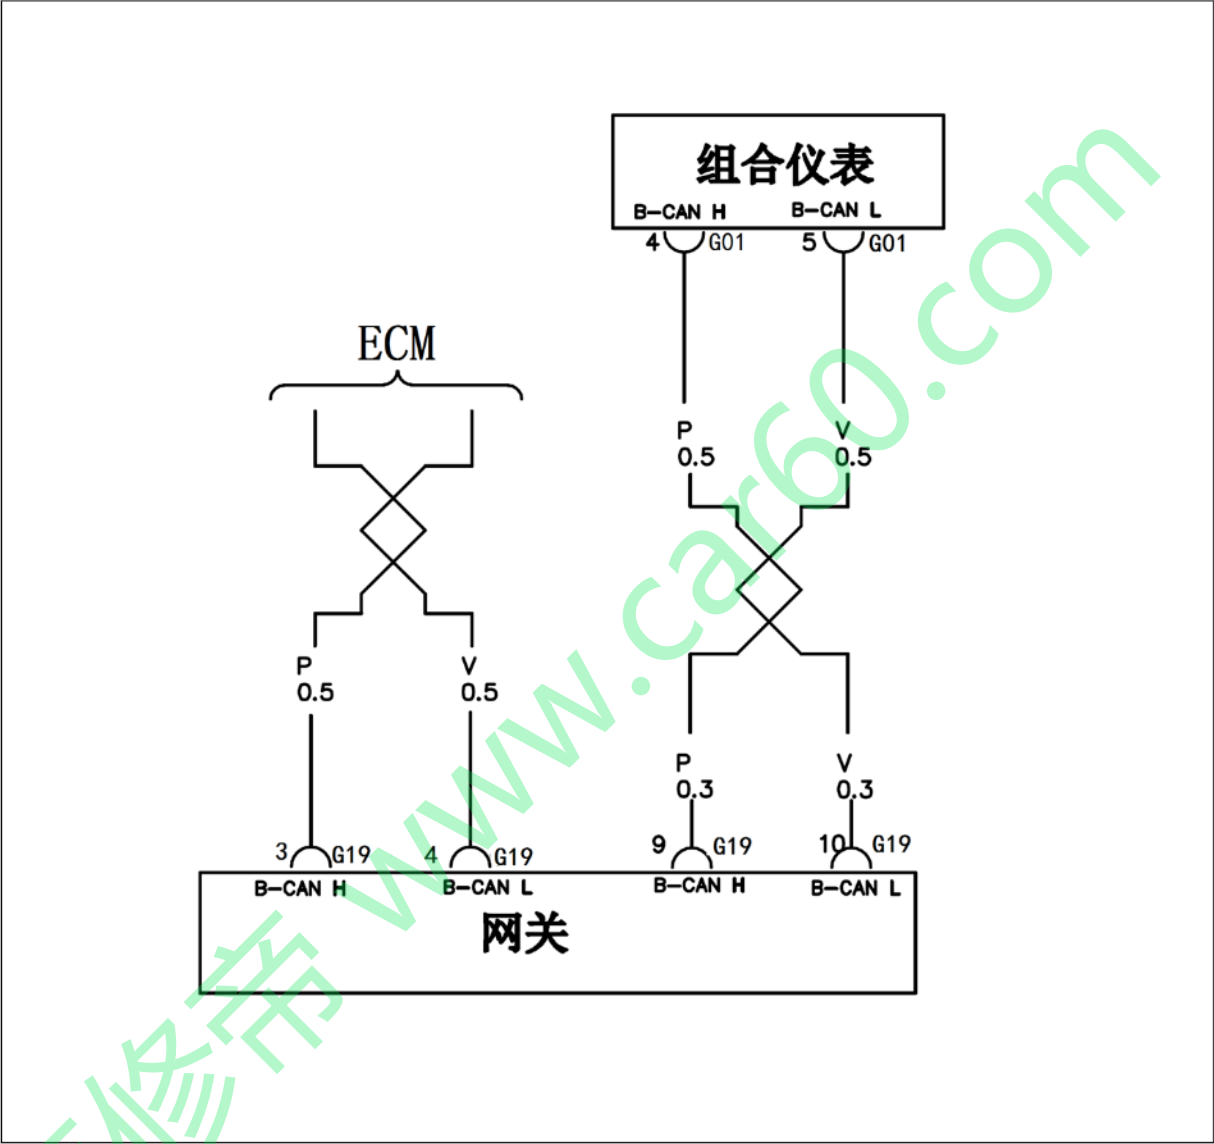 组合仪表
B-CAN H B-CAN L
4 G01 5 G01
ECM
P V
0.5 0.5
P V
0.5 0.5
P V
0.3 0.3
3 G19 4 G19 9 G19 10 G19
B-CAN H B-CAN L B-CAN H B-CAN L
网关
修帝 www.car60.com